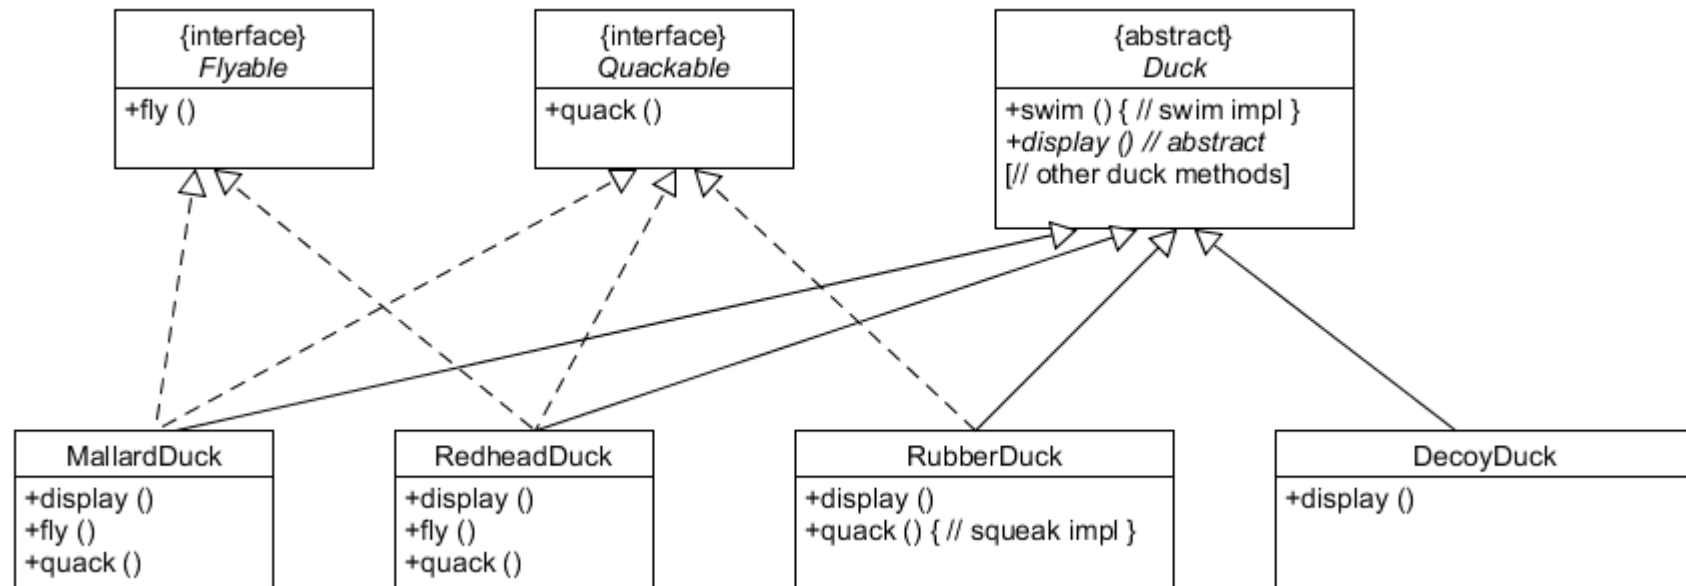 {interface}
Flyable
+fly ()
{interface}
Quackable
+quack ()
{abstract}
Duck
+swim () { // swim impl }
+display () // abstract
[// other duck methods]
MallardDuck
+display ()
+fly ()
+quack ()
RedheadDuck
+display ()
+fly ()
+quack ()
RubberDuck
+display ()
+quack () { // squeak impl }
DecoyDuck
+display ()